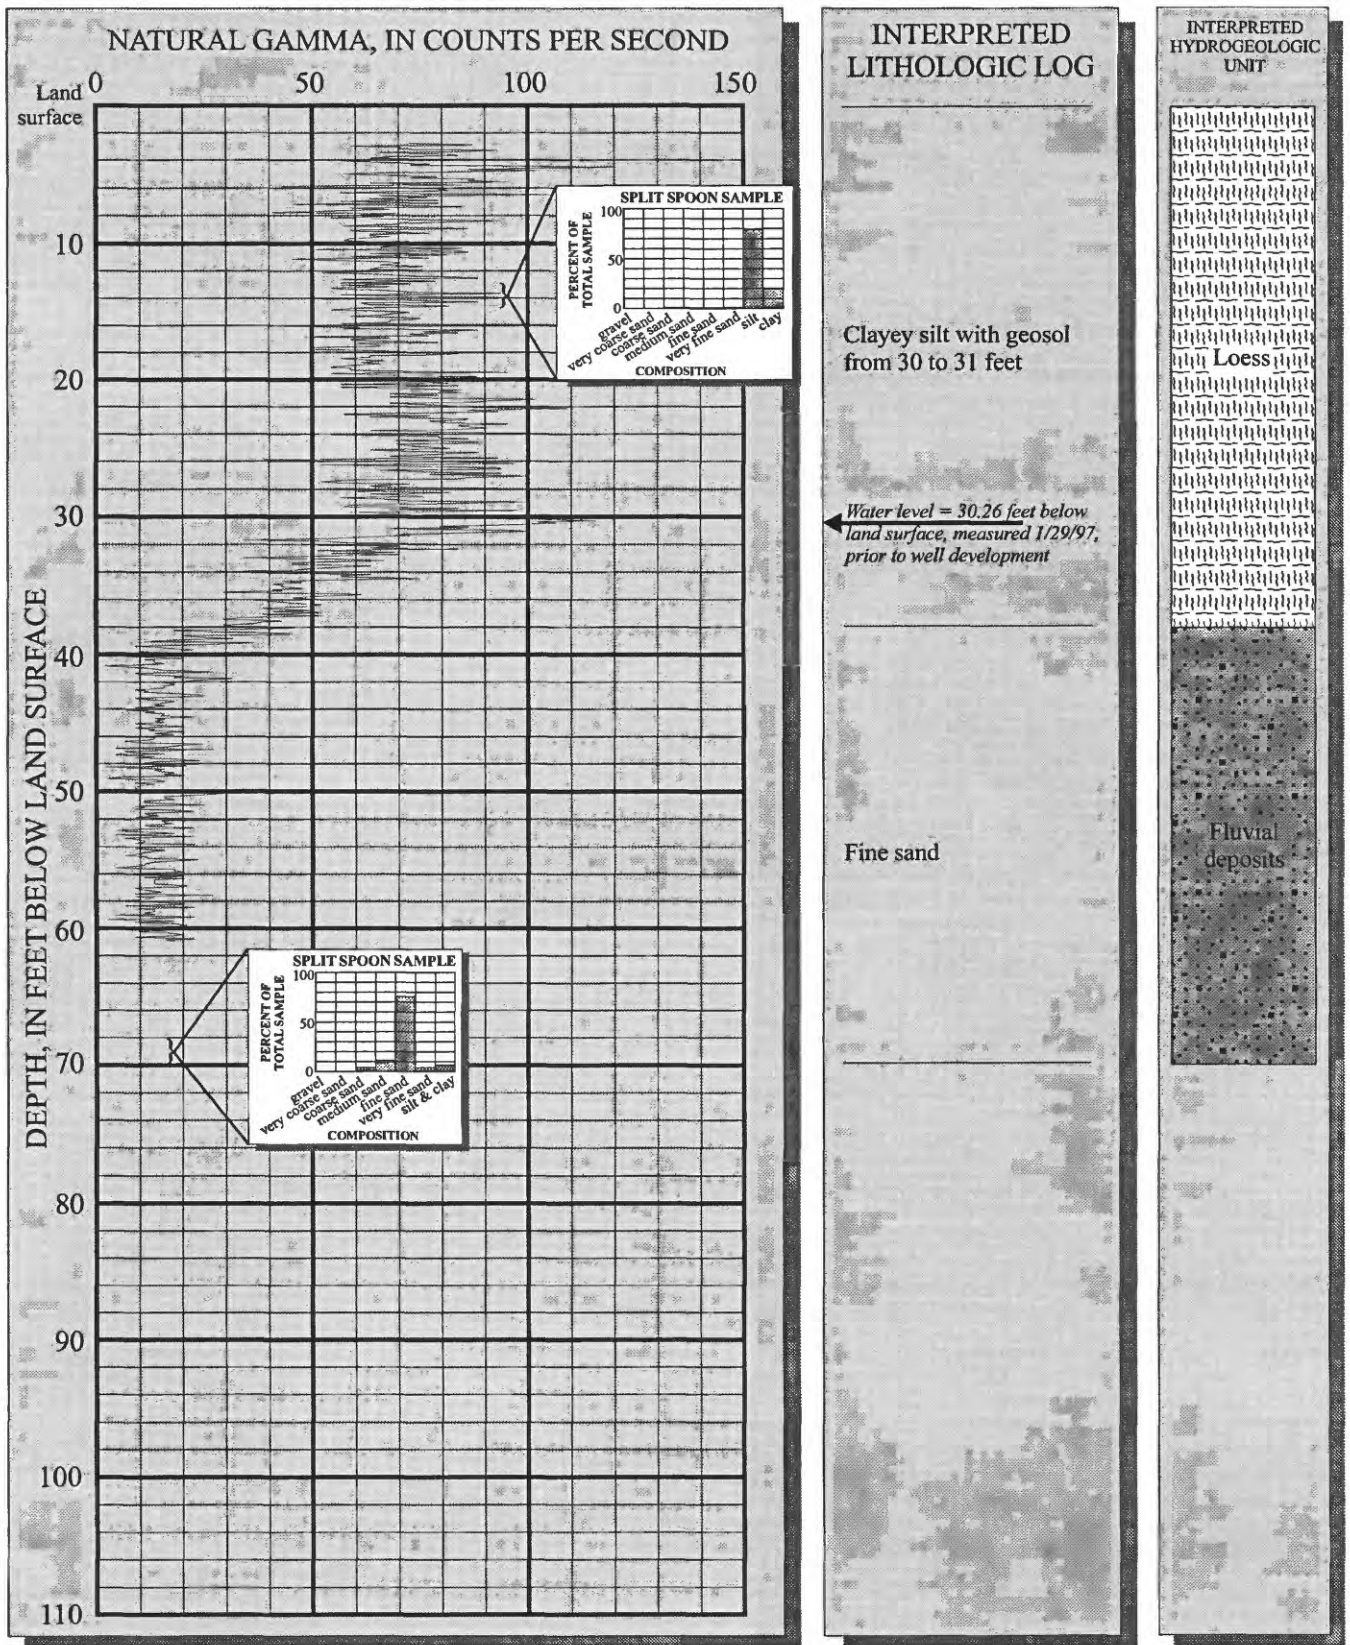 NATURAL GAMMA, IN COUNTS PER SECOND
0 50 100 150
Land
surface
10
20
30
40
50
60
70
80
90
100
110
DEPTH, IN FEET BELOW LAND SURFACE
SPLIT SPOON SAMPLE
PERCENT OF
TOTAL SAMPLE
100
50
0
gravel
very coarse sand
coarse sand
medium sand
fine sand
very fine sand
silt
clay
COMPOSITION
SPLIT SPOON SAMPLE
PERCENT OF
TOTAL SAMPLE
100
50
0
gravel
very coarse sand
coarse sand
medium sand
fine sand
very fine sand
silt & clay
COMPOSITION
INTERPRETED
LITHOLOGIC LOG
Clayey silt with geosol
from 30 to 31 feet
Water level = 30.26 feet below
land surface, measured 1/29/97,
prior to well development
Fine sand
INTERPRETED
HYDROGEOLOGIC
UNIT
Loess
Fluvial
deposits